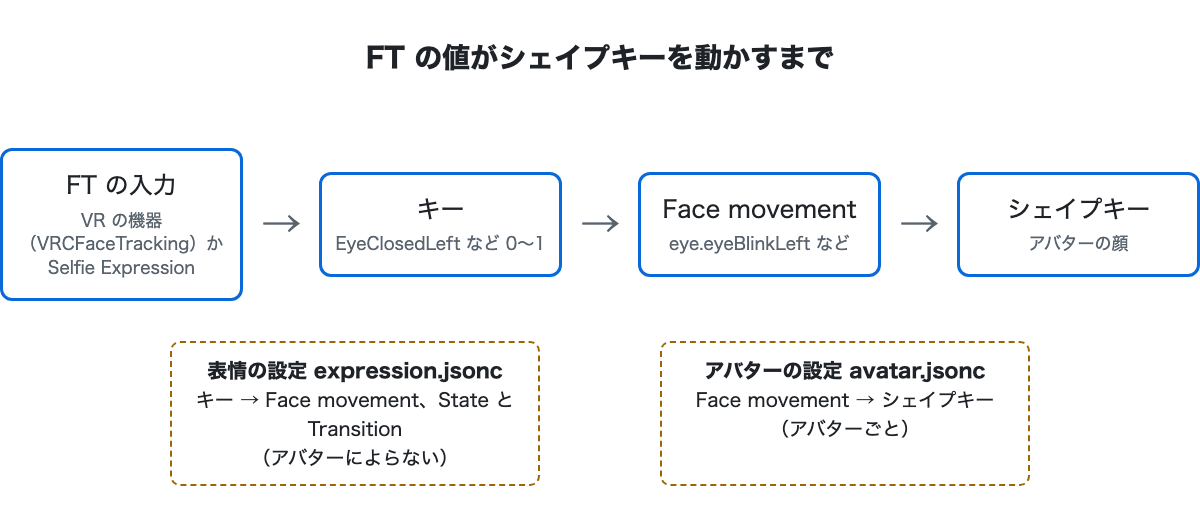 FT の値がシェイプキーを動かすまで
FT の入力
VR の機器
（VRCFaceTracking）か
Selfie Expression
→
キー
EyeClosedLeft など 0〜1
→
Face movement
eye.eyeBlinkLeft など
→
シェイプキー
アバターの顔
表情の設定 expression.jsonc
キー → Face movement、State と
Transition
（アバターによらない）
アバターの設定 avatar.jsonc
Face movement → シェイプキー
（アバターごと）